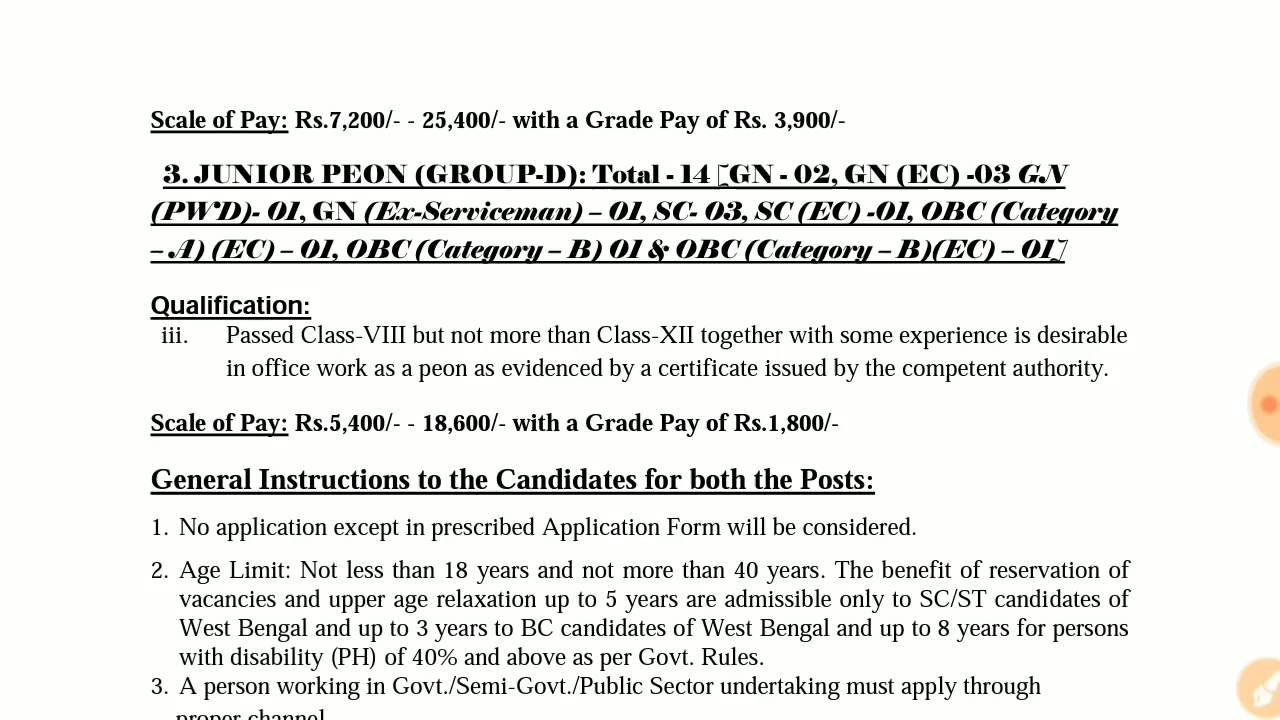 Scale of Pay: Rs.7,200/- - 25,400/- with a Grade Pay of Rs. 3,900/-
3. JUNIOR PEON (GROUP-D): Total - 14 [GN - 02, GN (EC) -03 GN
(PWD)- 01, GN (Ex-Serviceman) – 01, SC- 03, SC (EC) -01, OBC (Category
– A) (EC) – 01, OBC (Category – B) 01 & OBC (Category – B)(EC) – 01]
Qualification:
iii. Passed Class-VIII but not more than Class-XII together with some experience is desirable
in office work as a peon as evidenced by a certificate issued by the competent authority.
Scale of Pay: Rs.5,400/- - 18,600/- with a Grade Pay of Rs.1,800/-
General Instructions to the Candidates for both the Posts:
1. No application except in prescribed Application Form will be considered.
2. Age Limit: Not less than 18 years and not more than 40 years. The benefit of reservation of
vacancies and upper age relaxation up to 5 years are admissible only to SC/ST candidates of
West Bengal and up to 3 years to BC candidates of West Bengal and up to 8 years for persons
with disability (PH) of 40% and above as per Govt. Rules.
3. A person working in Govt./Semi-Govt./Public Sector undertaking must apply through
proper channel.